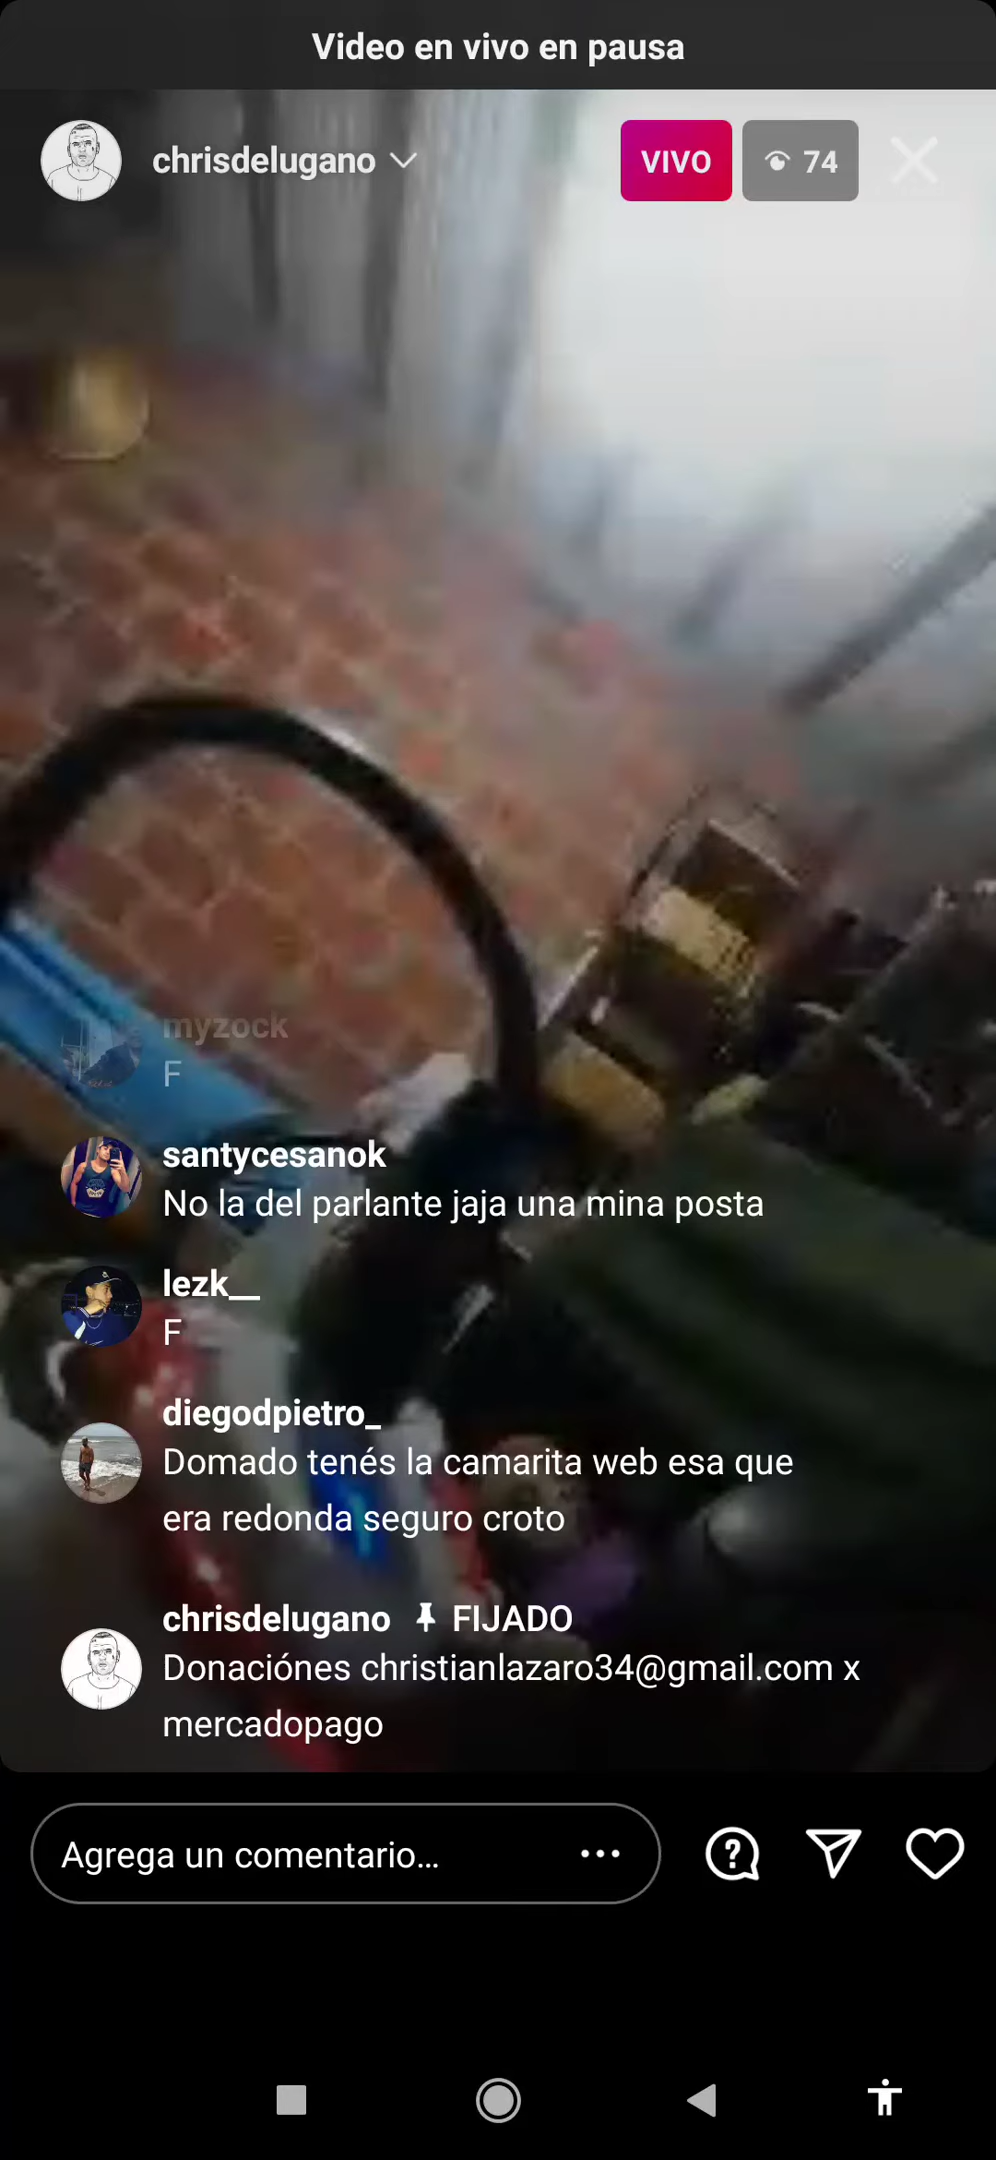 Video en vivo en pausa
chrisdelugano
VIVO
74
myzock
F
santycesanok
No la del parlante jaja una mina posta
lezk__
F
diegodpietro_
Domado tenés la camarita web esa que
era redonda seguro croto
chrisdelugano FIJADO
Donaciónes christianlazaro34@gmail.com x
mercadopago
Agrega un comentario...